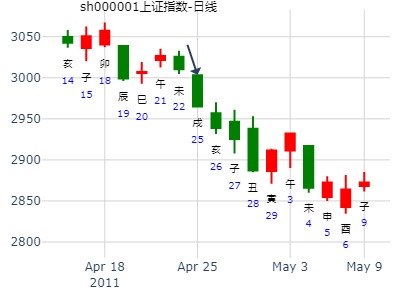 sh000001上证指数-日线
3050
3000
2950
2900
2850
2800
亥
14
子
15
卯
18
辰
19
巳
20
午
21
未
22
戌
25
亥
26
子
27
丑
28
寅
29
午
3
未
4
申
5
酉
6
子
9
Apr 18
2011
Apr 25
May 3
May 9